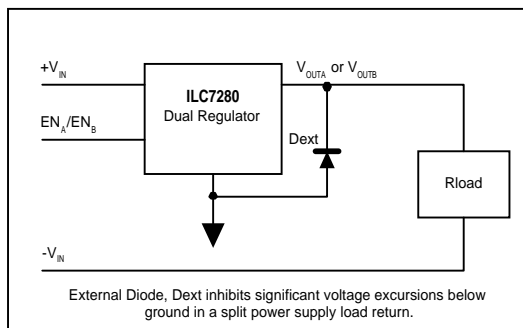 +V_IN
V_OUTA or V_OUTB
ILC7280
Dual Regulator
EN_A/EN_B
Dext
Rload
-V_IN
External Diode, Dext inhibits significant voltage excursions below
ground in a split power supply load return.